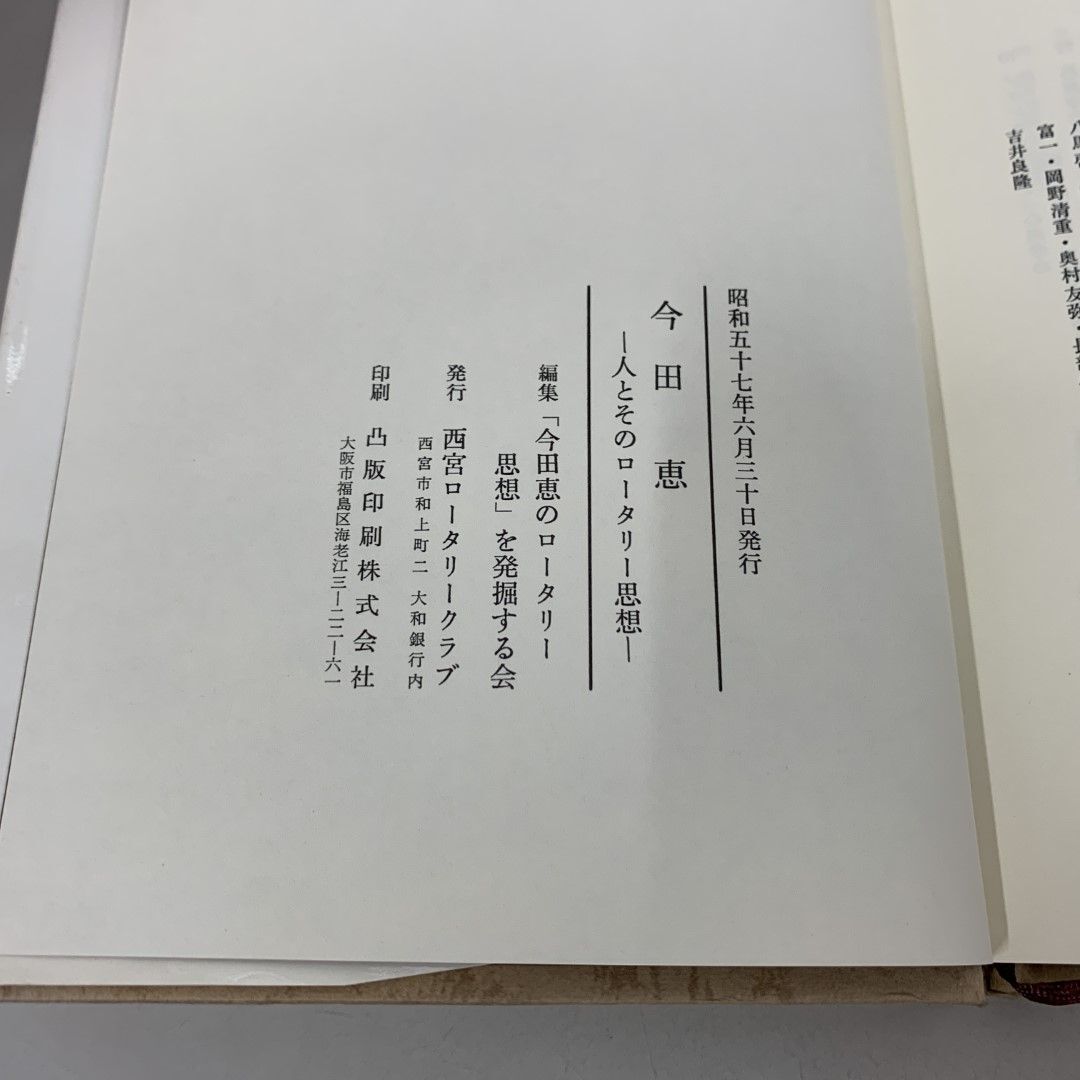 富一・岡野清重・奥村友弥・
吉井良隆
昭和五十七年六月三十日発行
今田恵
―人とそのロータリー思想―
編集「今田恵のロータリー
思想」を発掘する会
発行 西宮ロータリークラブ
西宮市和上町二 大和銀行内
印刷 凸版印刷株式会社
大阪市福島区海老江三―二二―六一